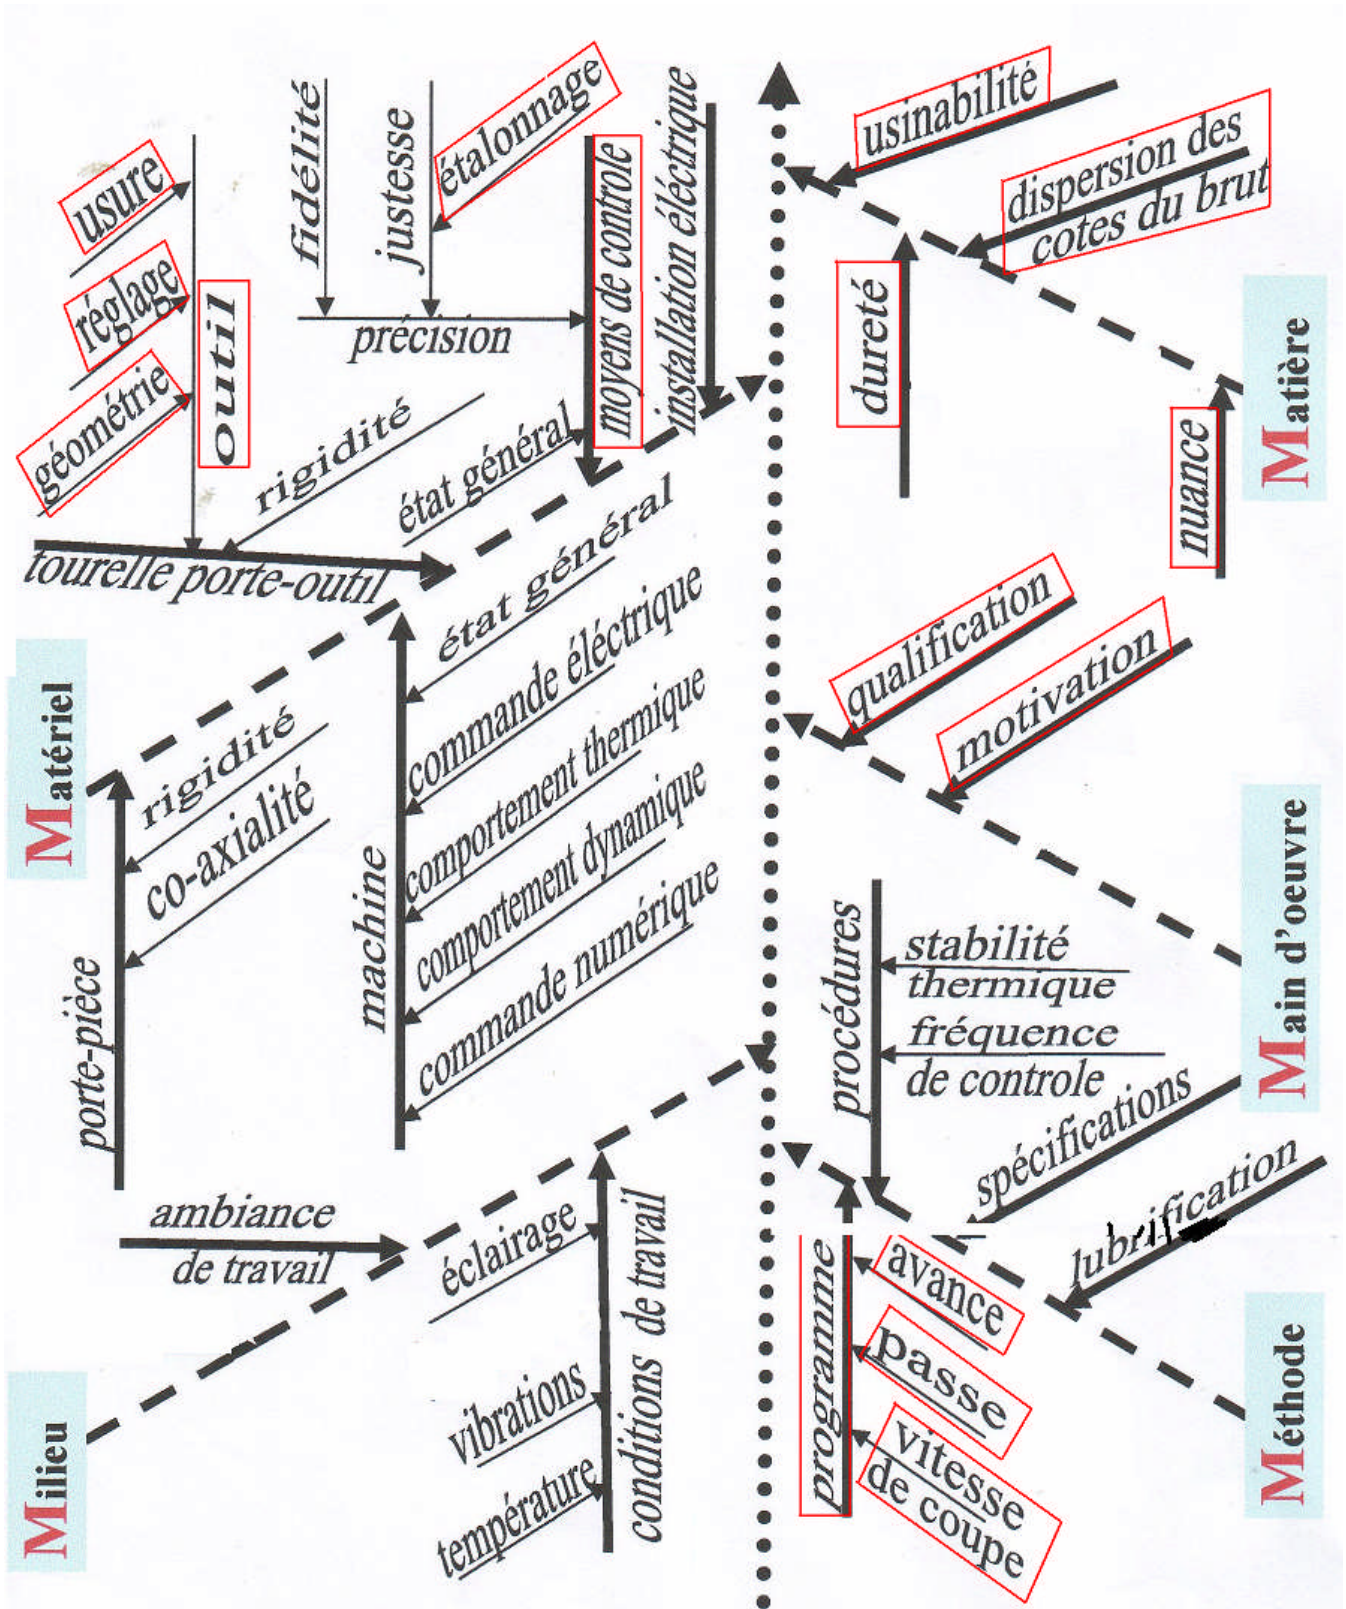 usure
réglage
géométrie
outil
fidélité
justesse
étalonnage
précision
moyens de controle
installation éléctrique
état général
rigidité
tourelle porte-outil
Matériel
rigidité
co-axialité
porte-pièce
machine
état général
commande éléctrique
comportement thermique
comportement dynamique
commande numérique
ambiance
de travail
Milieu
éclairage
vibrations
température
conditions de travail
usinabilité
dispersion des
cotes du brut
dureté
nuance
Matière
qualification
motivation
Main d'oeuvre
procédures
stabilité
thermique
fréquence
de controle
spécifications
lubrification
programme
avance
passe
vitesse
de coupe
Méthode